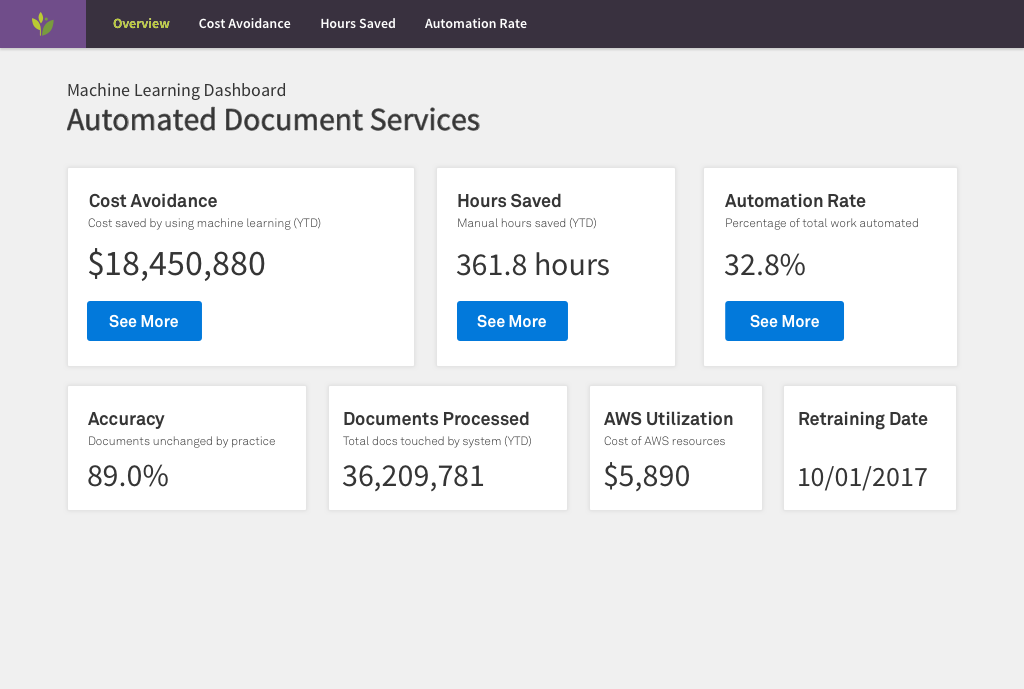 Overview Cost Avoidance Hours Saved Automation Rate
Machine Learning Dashboard
Automated Document Services
Cost Avoidance
Cost saved by using machine learning (YTD)
$18,450,880
See More
Hours Saved
Manual hours saved (YTD)
361.8 hours
See More
Automation Rate
Percentage of total work automated
32.8%
See More
Accuracy
Documents unchanged by practice
89.0%
Documents Processed
Total docs touched by system (YTD)
36,209,781
AWS Utilization
Cost of AWS resources
$5,890
Retraining Date
10/01/2017